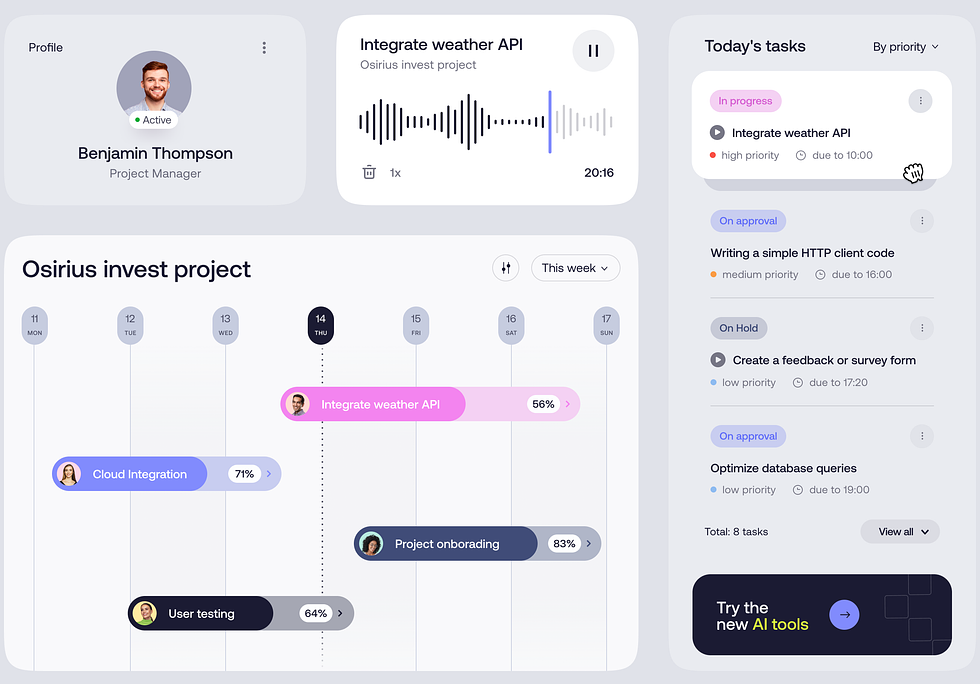 Profile
Active
Benjamin Thompson
Project Manager
Integrate weather API
Osirius invest project
1x
20:16
Osirius invest project
This week
11
MON
12
TUE
13
WED
14
THU
15
FRI
16
SAT
17
SUN
Integrate weather API
56%
Cloud Integration
71%
Project onborading
83%
User testing
64%
Today's tasks
By priority
In progress
Integrate weather API
high priority
due to 10:00
On approval
Writing a simple HTTP client code
medium priority
due to 16:00
On Hold
Create a feedback or survey form
low priority
due to 17:20
On approval
Optimize database queries
low priority
due to 19:00
Total: 8 tasks
View all
Try the
new AI tools